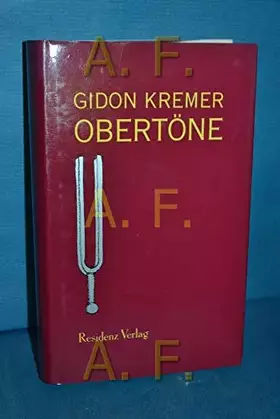 A. F.
GIDON KREMER
OBERTÖNE
A. F.
Residenz Verlag
A. F.